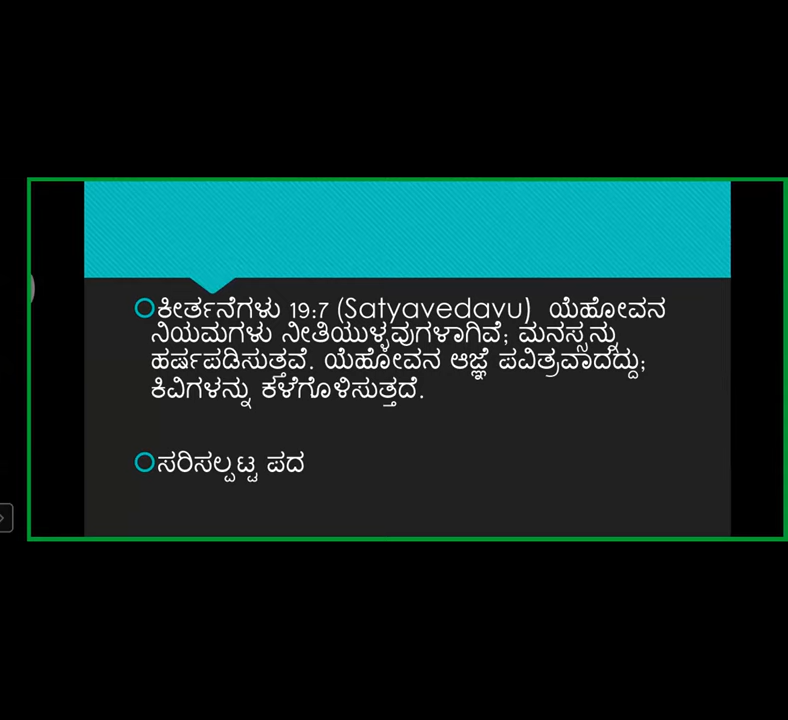 ಕೀರ್ತನೆಗಳು 19:7 (Satyavedavu) ಯೆಹೋವನ
ನಿಯಮಗಳು ನೀತಿಯುಳ್ಳವುಗಳಾಗಿವೆ; ಮನಸ್ಸನ್ನು
ಹರ್ಷಪಡಿಸುತ್ತವೆ. ಯೆಹೋವನ ಆಜ್ಞೆ ಪವಿತ್ರವಾದದ್ದು;
ಕಿವಿಗಳನ್ನು ಕಳೆಗೊಳಿಸುತ್ತದೆ.
ಸರಿಸಲ್ಪಟ್ಟ ಪದ